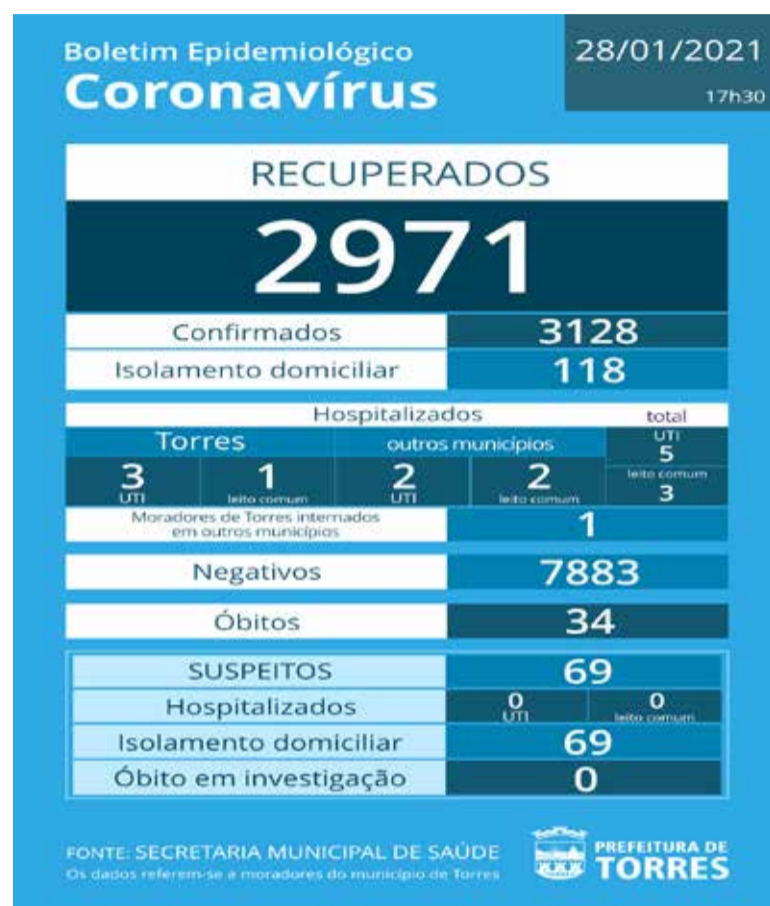 Boletim Epidemiológico
Coronavírus
28/01/2021
17h30
RECUPERADOS
2971
Confirmados
3128
Isolamento domiciliar
118
Hospitalizados
total
Torres
outros municípios
UTI
5
3
UTI
1
leito comum
2
UTI
2
leito comum
leito comum
3
Moradores de Torres internados
em outros municípios
1
Negativos
7883
Óbitos
34
SUSPEITOS
69
Hospitalizados
0
UTI
0
leito comum
Isolamento domiciliar
69
Óbito em investigação
0
FONTE: SECRETARIA MUNICIPAL DE SAÚDE
Os dados referem-se a moradores do município de Torres
PREFEITURA DE
TORRES